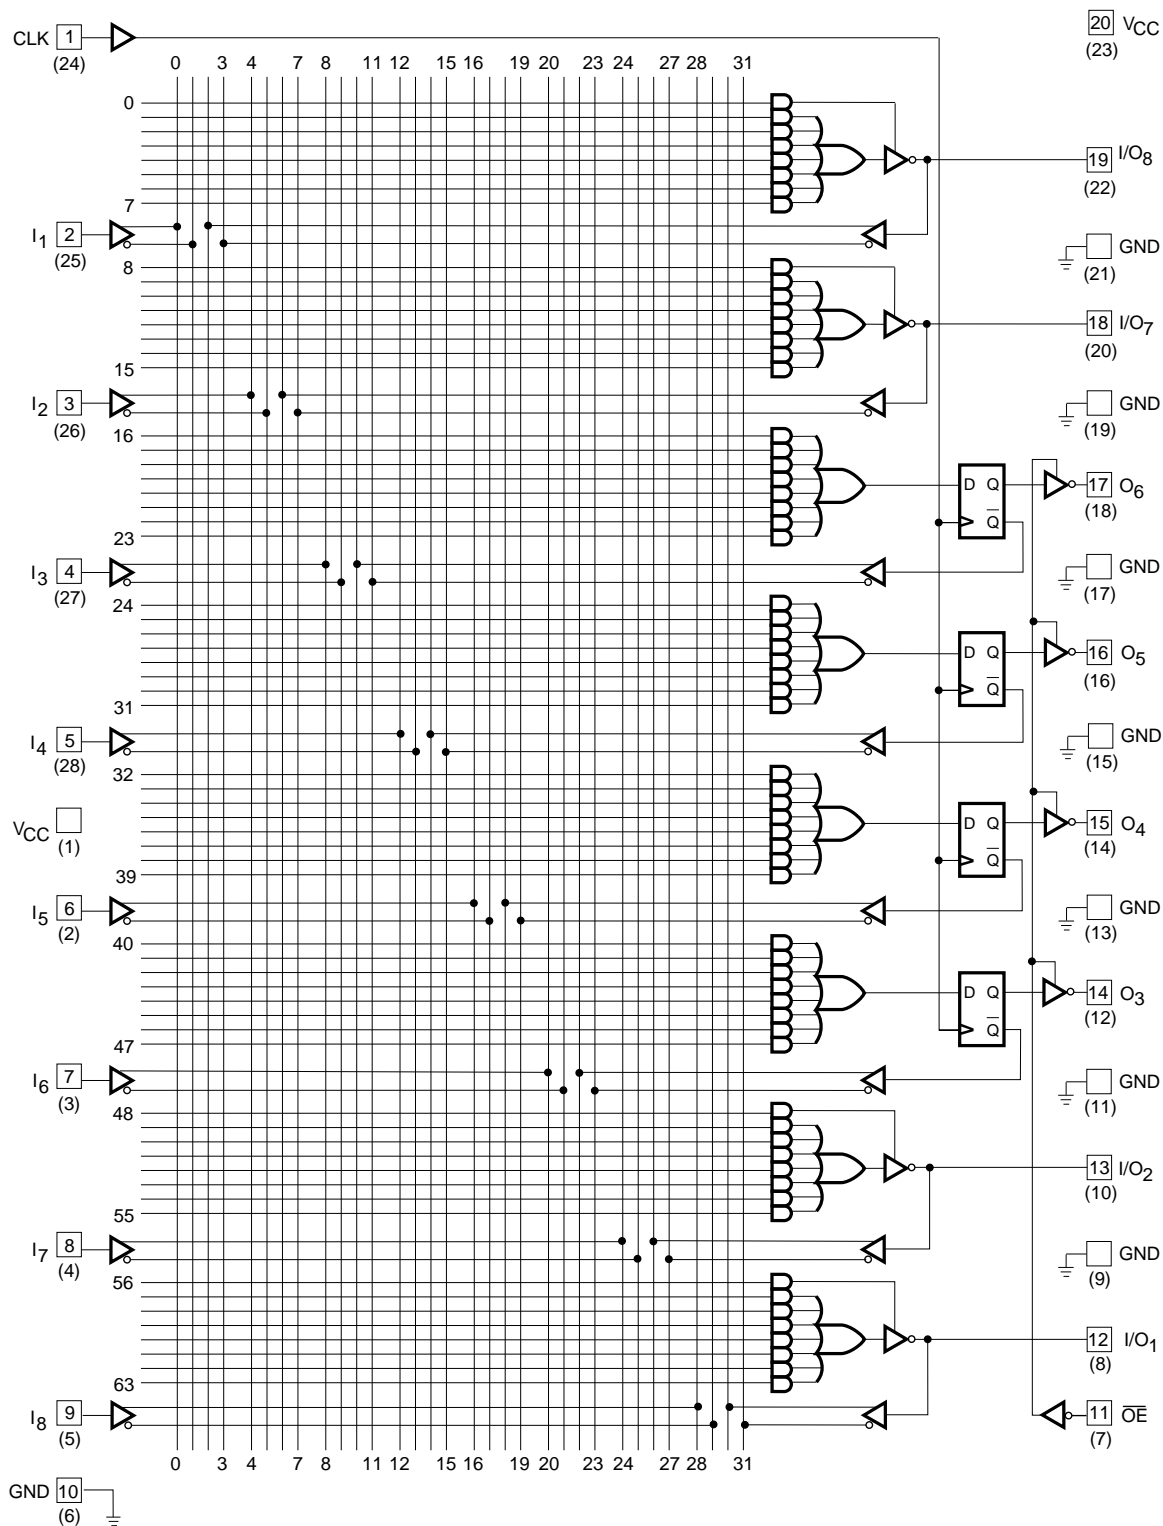 CLK 1 (24)
20 VCC (23)
0 3 4 7 8 11 12 15 16 19 20 23 24 27 28 31
0
19 I/O8 (22)
7
I1 2 (25)
GND (21)
8
18 I/O7 (20)
15
I2 3 (26)
GND (19)
16
D Q Q
17 O6 (18)
23
I3 4 (27)
GND (17)
24
D Q Q
16 O5 (16)
31
I4 5 (28)
GND (15)
32
D Q Q
15 O4 (14)
VCC (1)
39
I5 6 (2)
GND (13)
40
D Q Q
14 O3 (12)
47
I6 7 (3)
GND (11)
48
13 I/O2 (10)
55
I7 8 (4)
GND (9)
56
12 I/O1 (8)
63
I8 9 (5)
11 OE (7)
0 3 4 7 8 11 12 15 16 19 20 23 24 27 28 31
GND 10 (6)